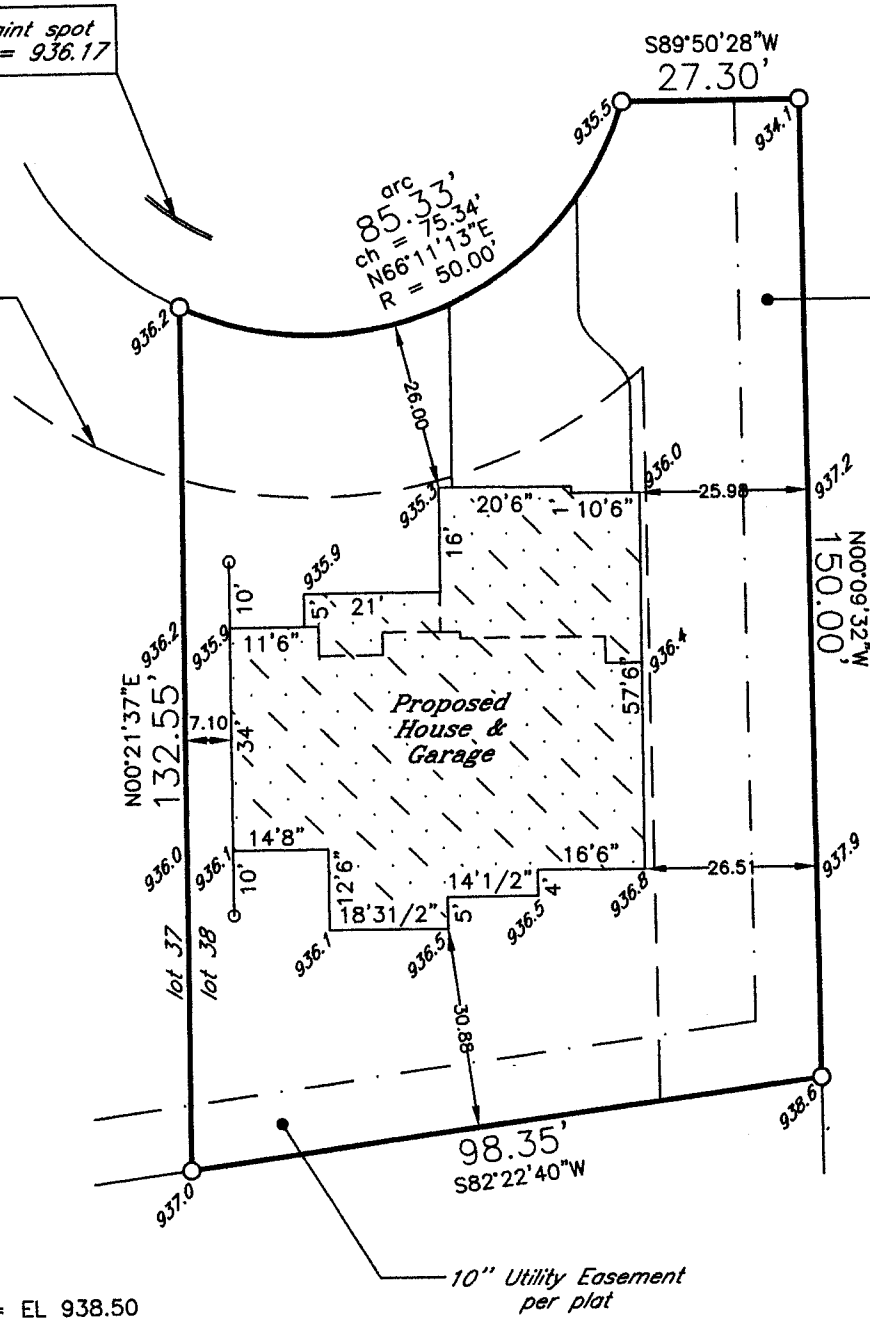 int spot
= 936.17
S89°50'28"W
27.30'
935.5
934.1
arc
85.33'
ch = 75.34'
N66°11'13"E
R = 50.00'
936.2
26.00
935.3
20'6"
1'
10'6"
936.0
25.98
937.2
16'
N00°09'32"W
150.00'
935.9
10'
5'
21'
936.2
935.9
11'6"
936.4
57'6"
Proposed
House &
Garage
N00°21'37"E
132.55'
7.10
34'
936.0
936.1
14'8"
10'
12'6"
16'6"
26.51
937.9
14'1/2"
4'
936.8
18'31/2"
5'
936.5
936.1
936.5
lot 37
lot 38
30.88
98.35'
S82°22'40"W
938.6
937.0
10" Utility Easement
per plat
= EL 938.50